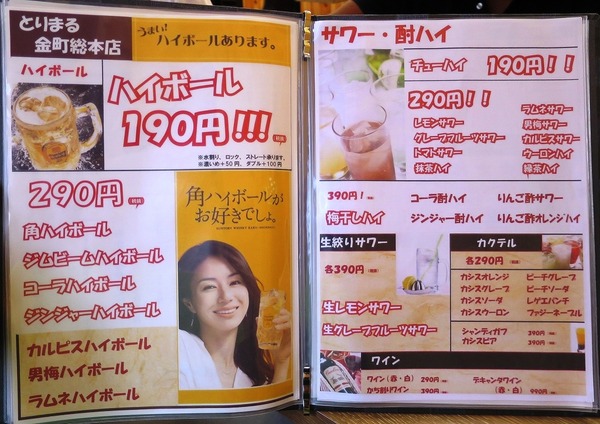 とりまる
金町総本店
うまい！
ハイボールあります。
ハイボール
ハイボール
190円!!!
※水割り、ロック、ストレート承ります。
※濃いめ+50円、ダブル+100円
290円
角ハイボール
ジムビームハイボール
コーラハイボール
ジンジャーハイボール
カルピスハイボール
男梅ハイボール
ラムネハイボール
角ハイボールが
お好きでしょ。
サワー・酎ハイ
チューハイ 190円！！
290円！！
レモンサワー
グレープフルーツサワー
トマトサワー
抹茶ハイ
ラムネサワー
男梅サワー
カルピスサワー
ウーロンハイ
緑茶ハイ
390円！
梅干しハイ
コーラ酎ハイ
りんご酢サワー
ジンジャー酎ハイ
りんご酢オレンジハイ
生絞りサワー
各390円
生レモンサワー
生グレープフルーツサワー
カクテル
各290円
カシスオレンジ
ピーチグレープ
カシスグレープ
ピーチソーダ
カシスソーダ
レゲエパンチ
カシスウーロン
ファジーネーブル
シャンディガフ 390円
カシスビア 390円
ワイン
ワイン（赤・白） 290円
かち割りワイン 390円
デキャンタワイン
（赤・白） 990円